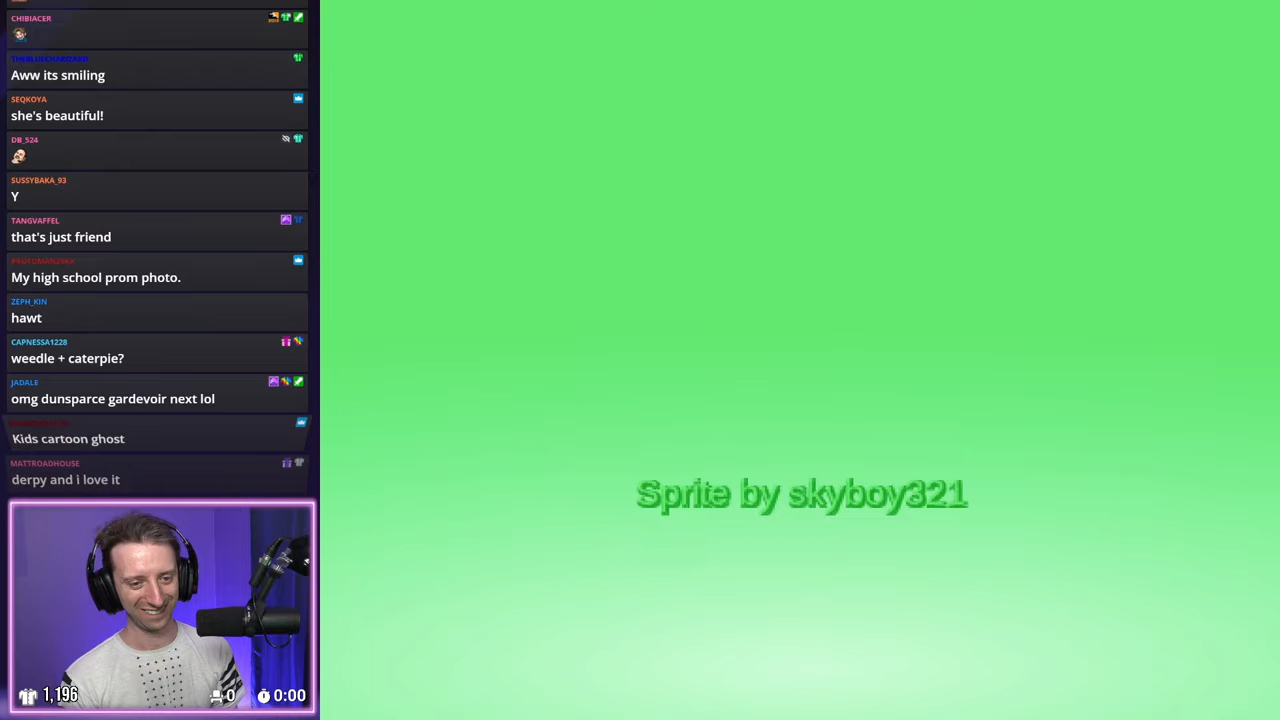 CHIBIACER
THEBLUECHARIZARD
Aww its smiling
SEQKOYA
she's beautiful!
DB_524
SUSSYBAKA_93
Y
TANGVAFFEL
that's just friend
My high school prom photo.
ZEPH_KIN
hawt
CAPNESSA1228
weedle + caterpie?
JADALE
omg dunsparce gardevoir next lol
Kids cartoon ghost
MATTROADHOUSE
derpy and i love it
1,196
0
0:00
Sprite by skyboy321